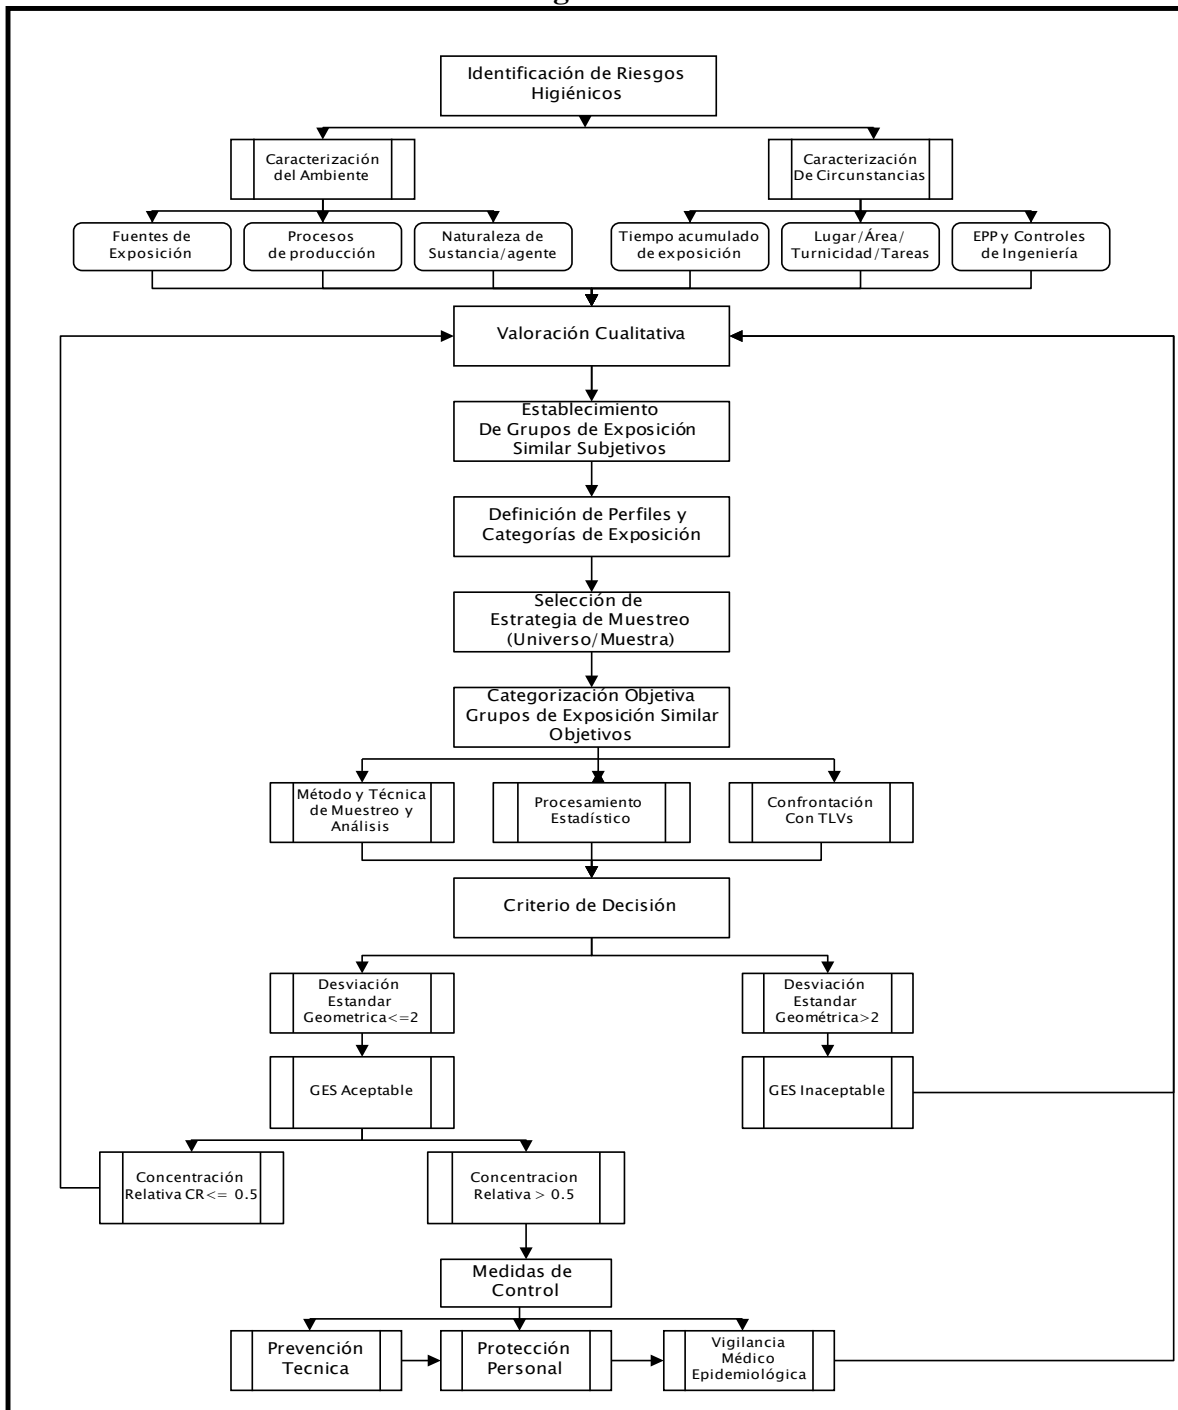 Identificación de Riesgos
Higiénicos
Caracterización
del Ambiente
Caracterización
De Circunstancias
Fuentes de
Exposición
Procesos
de producción
Naturaleza de
Sustancia/agente
Tiempo acumulado
de exposición
Lugar/Área/
Turnicidad/Tareas
EPP y Controles
de Ingeniería
Valoración Cualitativa
Establecimiento
De Grupos de Exposición
Similar Subjetivos
Definición de Perfiles y
Categorías de Exposición
Selección de
Estrategia de Muestreo
(Universo/Muestra)
Categorización Objetiva
Grupos de Exposición Similar
Objetivos
Método y Técnica
de Muestreo y
Análisis
Procesamiento
Estadístico
Confrontación
Con TLVs
Criterio de Decisión
Desviación
Estandar
Geometrica<=2
Desviación
Estandar
Geométrica>2
GES Aceptable
GES Inaceptable
Concentración
Relativa CR<= 0.5
Concentracion
Relativa > 0.5
Medidas de
Control
Prevención
Tecnica
Protección
Personal
Vigilancia
Médico
Epidemiológica